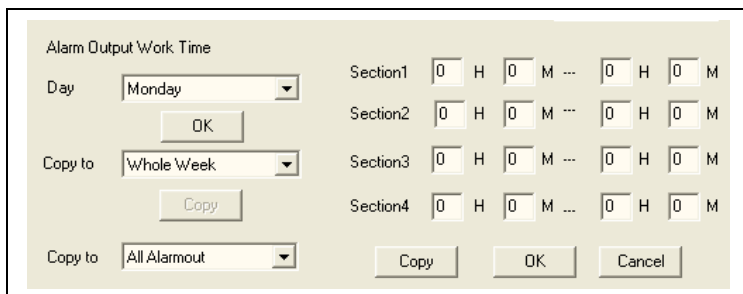 Alarm Output Work Time
Day Monday
OK
Copy to Whole Week
Copy
Copy to All Alarmout
Section1 0 H 0 M --- 0 H 0 M
Section2 0 H 0 M --- 0 H 0 M
Section3 0 H 0 M --- 0 H 0 M
Section4 0 H 0 M ... 0 H 0 M
Copy OK Cancel